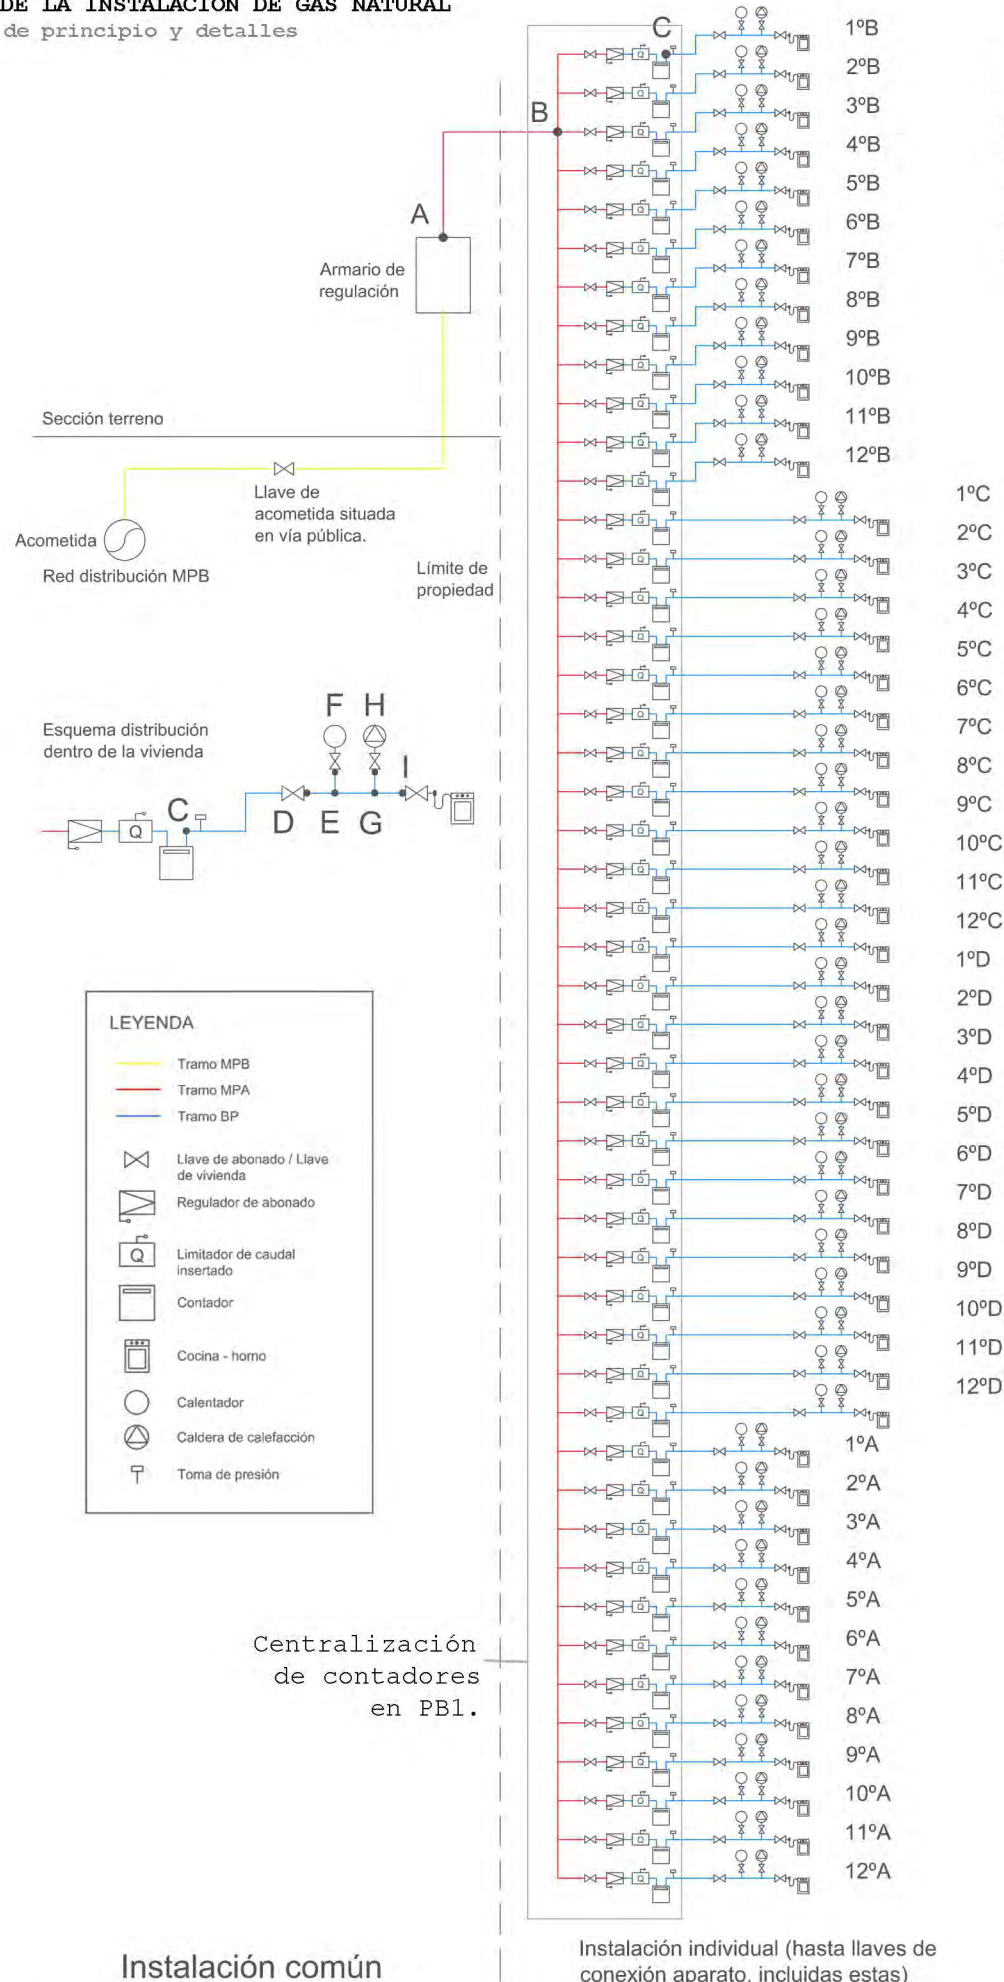 DE LA INSTALACIÓN DE GAS NATURAL
de principio y detalles
C
B
A
Armario de
regulación
Sección terreno
Llave de
acometida situada
en vía pública.
Acometida
Red distribución MPB
Límite de
propiedad
Esquema distribución
dentro de la vivienda
F H
I
C
D E G
Q
LEYENDA
Tramo MPB
Tramo MPA
Tramo BP
Llave de abonado / Llave
de vivienda
Regulador de abonado
Q
Limitador de caudal
insertado
Contador
Cocina - horno
Calentador
Caldera de calefacción
Toma de presión
Centralización
de contadores
en PB1.
1ºB
2ºB
3ºB
4ºB
5ºB
6ºB
7ºB
8ºB
9ºB
10ºB
11ºB
12ºB
1ºC
2ºC
3ºC
4ºC
5ºC
6ºC
7ºC
8ºC
9ºC
10ºC
11ºC
12ºC
1ºD
2ºD
3ºD
4ºD
5ºD
6ºD
7ºD
8ºD
9ºD
10ºD
11ºD
12ºD
1ºA
2ºA
3ºA
4ºA
5ºA
6ºA
7ºA
8ºA
9ºA
10ºA
11ºA
12ºA
Instalación común
Instalación individual (hasta llaves de
conexión aparato, incluidas estas)